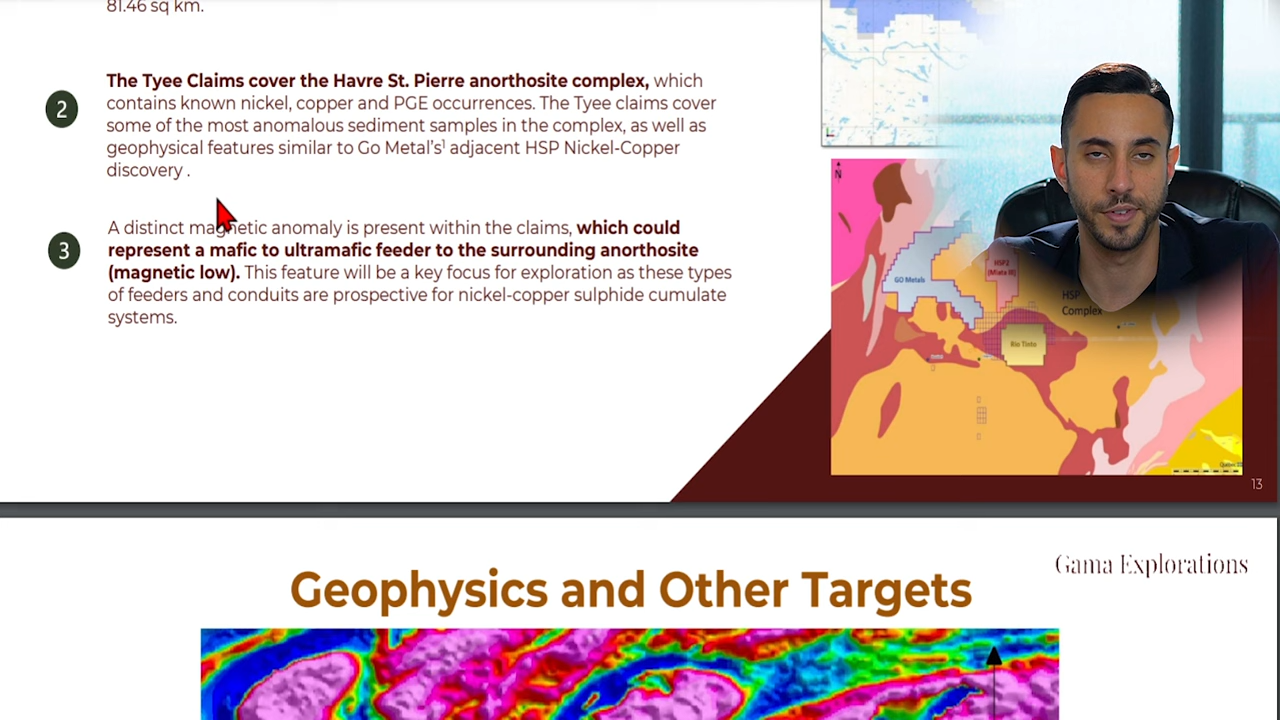 81.46 sq km.
2
The Tyee Claims cover the Havre St. Pierre anorthosite complex, which
contains known nickel, copper and PGE occurrences. The Tyee claims cover
some of the most anomalous sediment samples in the complex, as well as
geophysical features similar to Go Metal’s¹ adjacent HSP Nickel-Copper
discovery .
3
A distinct magnetic anomaly is present within the claims, which could
represent a mafic to ultramafic feeder to the surrounding anorthosite
(magnetic low). This feature will be a key focus for exploration as these types
of feeders and conduits are prospective for nickel-copper sulphide cumulate
systems.
N
GO Metals
HSP2
HSP
Complex
Rio Tinto
13
Gama Explorations
Geophysics and Other Targets